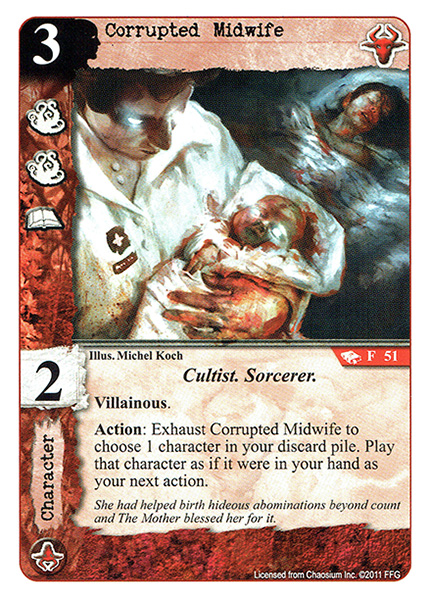 3
Corrupted Midwife
Illus. Michel Koch
F 51
2
Cultist. Sorcerer.
Villainous.
Action: Exhaust Corrupted Midwife to
choose 1 character in your discard pile. Play
that character as if it were in your hand as
your next action.
She had helped birth hideous abominations beyond count
and The Mother blessed her for it.
Character
Licensed from Chaosium Inc. ©2011 FFG